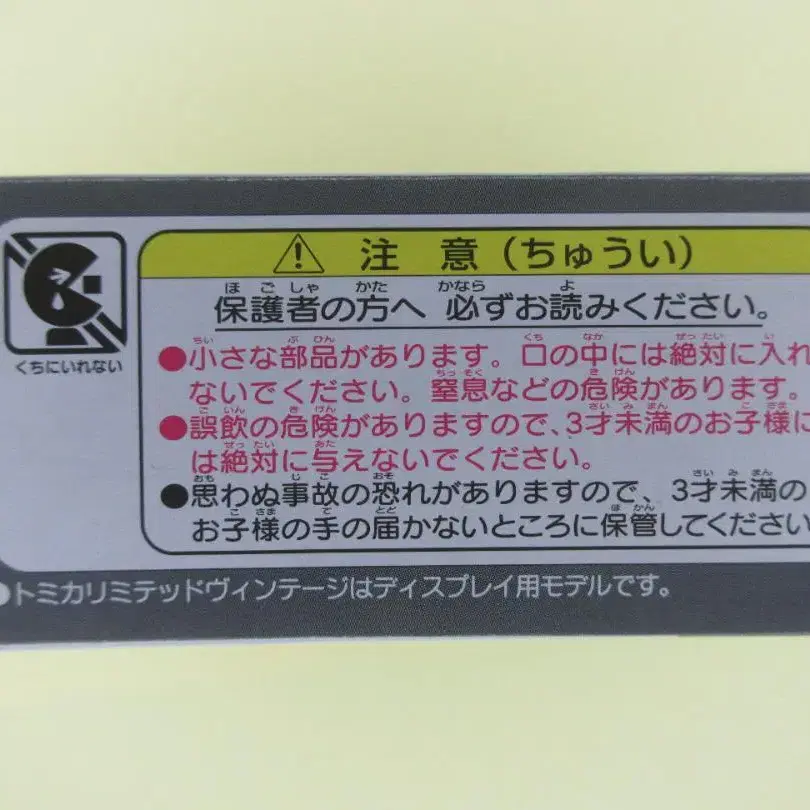 注意(ちゅうい)
保護者の方へ 必ずお読みください。
くちにいれない
●小さな部品があります。口の中には絶対に入れ
ないでください。窒息などの危険があります。
●誤飲の危険がありますので、3才未満のお子様に
は絶対に与えないでください。
●思わぬ事故の恐れがありますので、3才未満の
お子様の手の届かないところに保管してください
●トミカリミテッドヴィンテージはディスプレイ用モデルです。